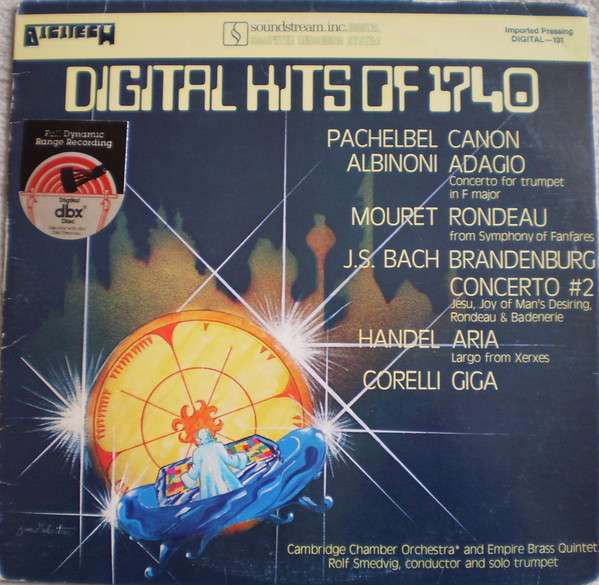 DIGITECH
soundstream, inc. DIGITAL
Imported Pressing
DIGITAL—101
DIGITAL HITS OF 1740
Full Dynamic
Range Recording
Digital
dbx®
Disc
PACHELBEL CANON
ALBINONI ADAGIO
Concerto for trumpet
in F major
MOURET RONDEAU
from Symphony of Fanfares
J.S. BACH BRANDENBURG
CONCERTO #2
Jesu, Joy of Man's Desiring,
Rondeau & Badenerie
HANDEL ARIA
Largo from Xerxes
CORELLI GIGA
Cambridge Chamber Orchestra* and Empire Brass Quintet
Rolf Smedvig, conductor and solo trumpet